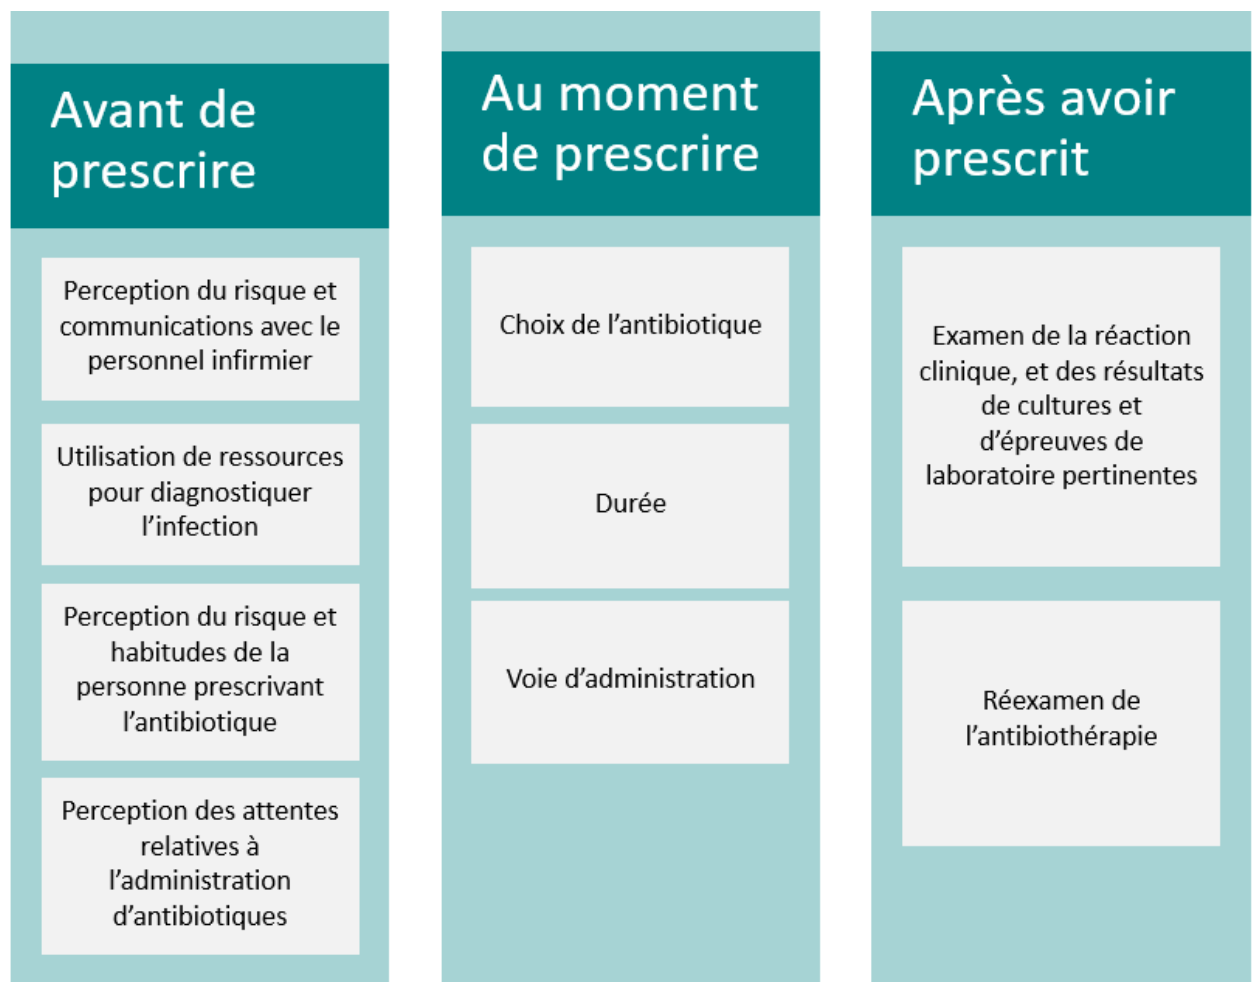 Avant de
prescrire
Perception du risque et
communications avec le
personnel infirmier
Utilisation de ressources
pour diagnostiquer
l’infection
Perception du risque et
habitudes de la
personne prescrivant
l’antibiotique
Perception des attentes
relatives à
l’administration
d’antibiotiques
Au moment
de prescrire
Choix de l’antibiotique
Durée
Voie d’administration
Après avoir
prescrit
Examen de la réaction
clinique, et des résultats
de cultures et
d’épreuves de
laboratoire pertinentes
Réexamen de
l’antibiothérapie